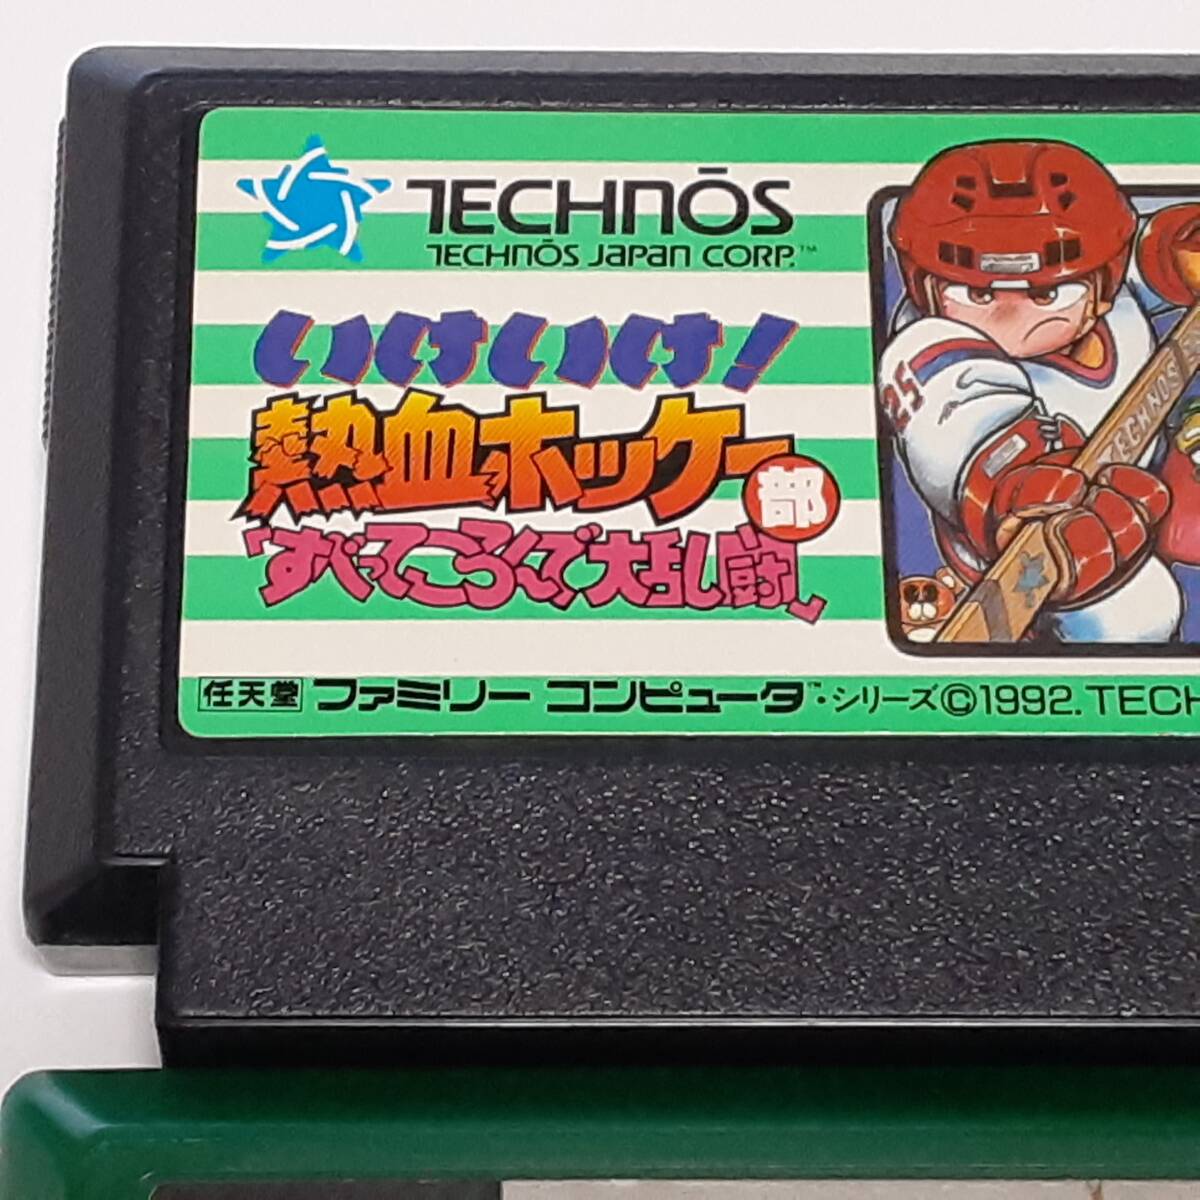 TECHNŌS
TECHNŌS JAPAN CORP.™
いけいけ!
熱血ホッケー部
「すべってころんで大乱闘」
25
TECHNOS
任天堂 ファミリー コンピュータ™・シリーズ©1992.TECH